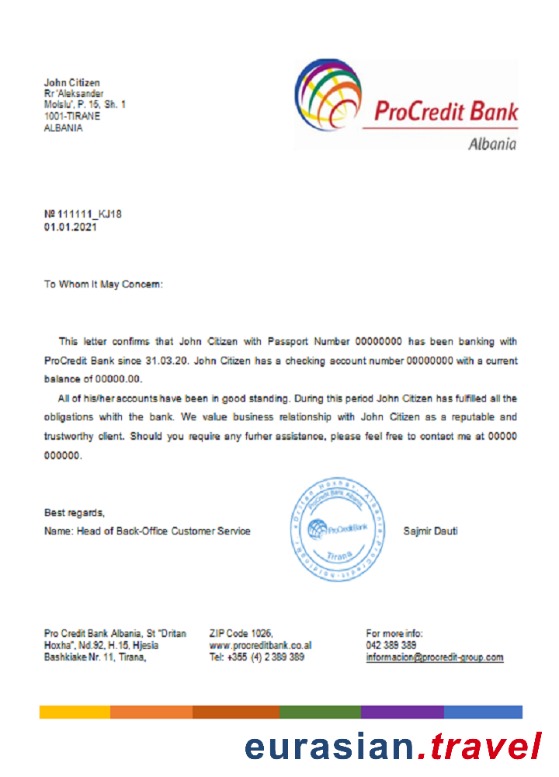 John Citizen
Rr 'Aleksander
Moisiu', P. 15, Sh. 1
1001-TIRANE
ALBANIA
ProCredit Bank
Albania
№ 111111_KJ18
01.01.2021
To Whom It May Concern:
This letter confirms that John Citizen with Passport Number 00000000 has been banking with
ProCredit Bank since 31.03.20. John Citizen has a checking account number 00000000 with a current
balance of 00000.00.
All of his/her accounts have been in good standing. During this period John Citizen has fulfilled all the
obligations whith the bank. We value business relationship with John Citizen as a reputable and
trustworthy client. Should you require any furher assistance, please feel free to contact me at 00000
000000.
Best regards,
Name: Head of Back-Office Customer Service
ProCredit Bank Albania
ProCreditBank
Tirana
Sajmir Dauti
Pro Credit Bank Albania, St "Dritan
Hoxha", Nd.92, H.15, Hjesia
Bashkiake Nr. 11, Tirana,
ZIP Code 1026,
www.procreditbank.co.al
Tel: +355 (4) 2 389 389
For more info:
042 389 389
informacion@procredit-group.com
eurasian.travel